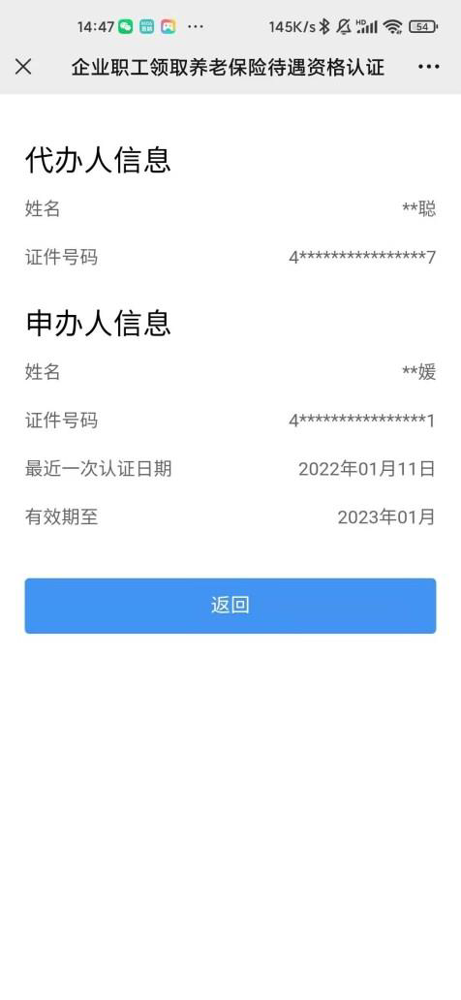 14:47 ··· 145K/s HD 54
企业职工领取养老保险待遇资格认证
代办人信息
姓名 **聪
证件号码 4****************7
申办人信息
姓名 **媛
证件号码 4****************1
最近一次认证日期 2022年01月11日
有效期至 2023年01月
返回